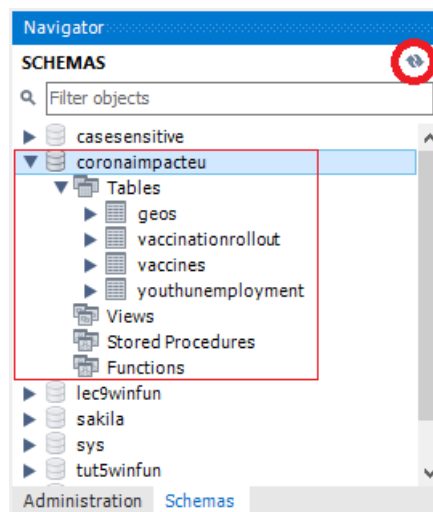 Navigator
SCHEMAS
Filter objects
casesensitive
coronaimpacteu
Tables
geos
vaccinationrollout
vaccines
youthunemployment
Views
Stored Procedures
Functions
lec9winfun
sakila
sys
tut5winfun
Administration Schemas